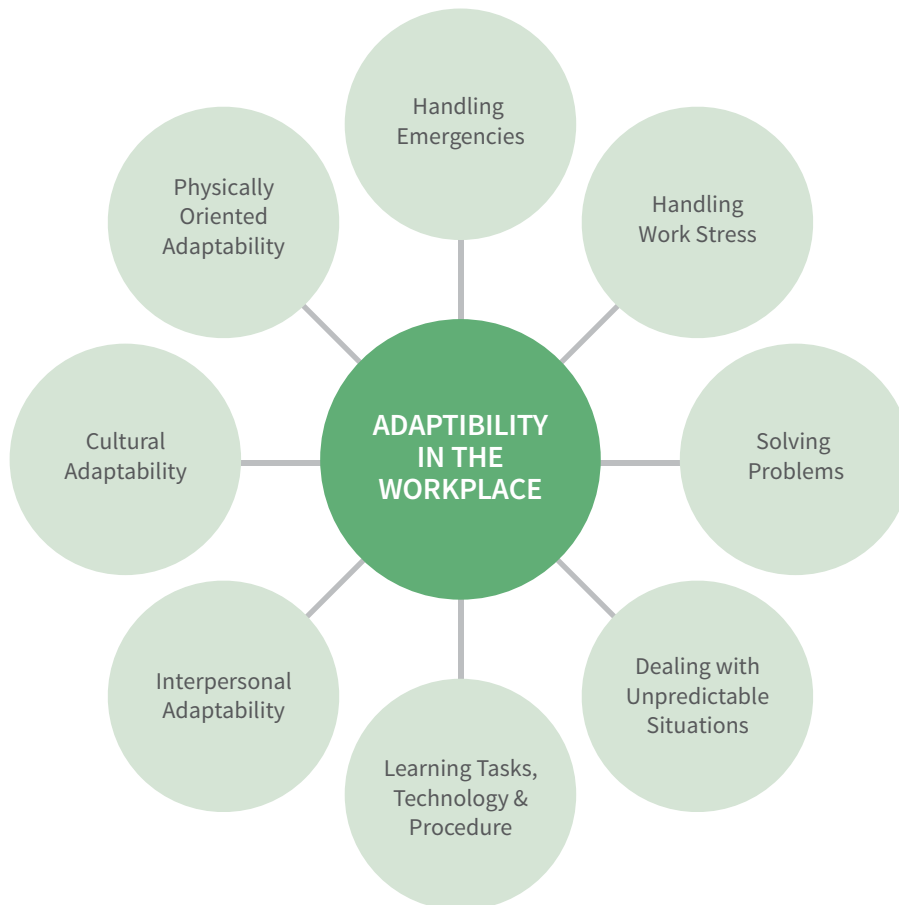 Handling
Emergencies
Handling
Work Stress
Solving
Problems
Dealing with
Unpredictable
Situations
Learning Tasks,
Technology &
Procedure
Interpersonal
Adaptability
Cultural
Adaptability
Physically
Oriented
Adaptability
ADAPTIBILITY
IN THE
WORKPLACE